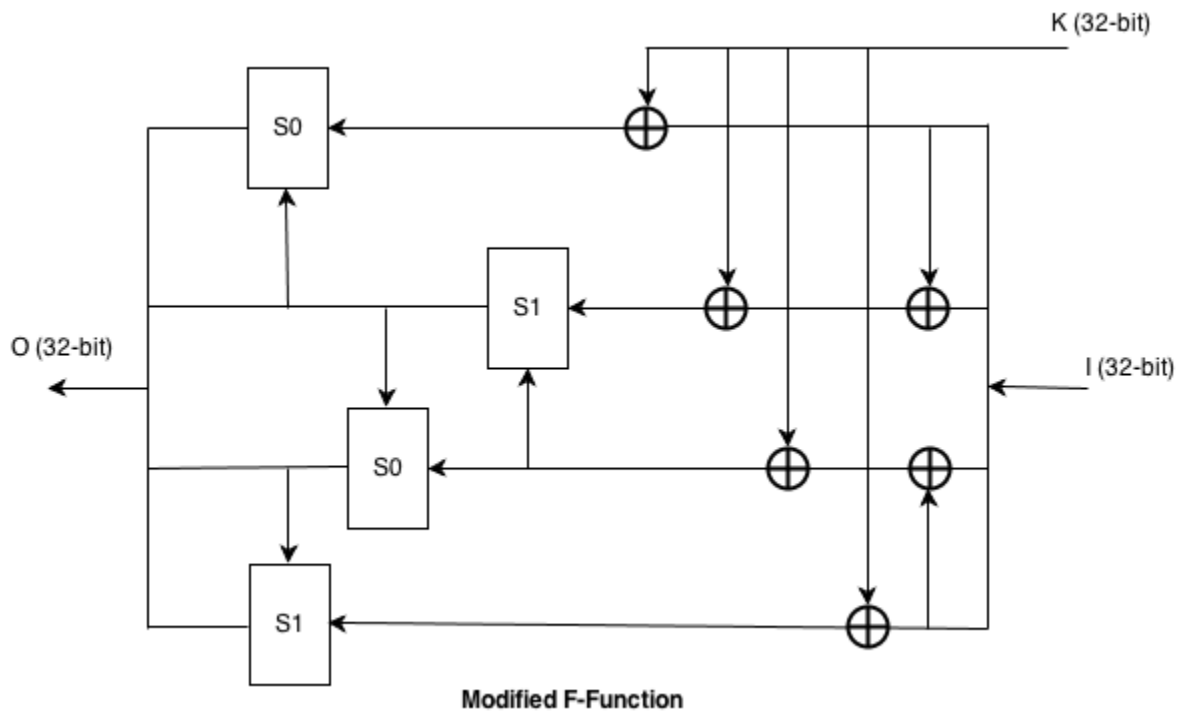 K (32-bit)
S0
S1
O (32-bit)
I (32-bit)
S0
S1
Modified F-Function